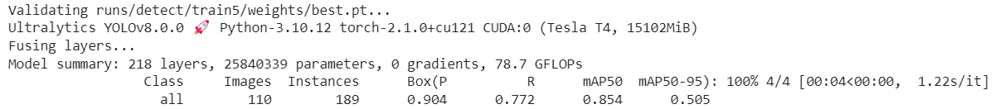 Validating runs/detect/train5/weights/best.pt...
Ultralytics YOLOv8.0.0 🚀 Python-3.10.12 torch-2.1.0+cu121 CUDA:0 (Tesla T4, 15102MiB)
Fusing layers...
Model summary: 218 layers, 25840339 parameters, 0 gradients, 78.7 GFLOPs
Class Images Instances Box(P R mAP50 mAP50-95): 100% 4/4 [00:04<00:00, 1.22s/it]
all 110 189 0.904 0.772 0.854 0.505